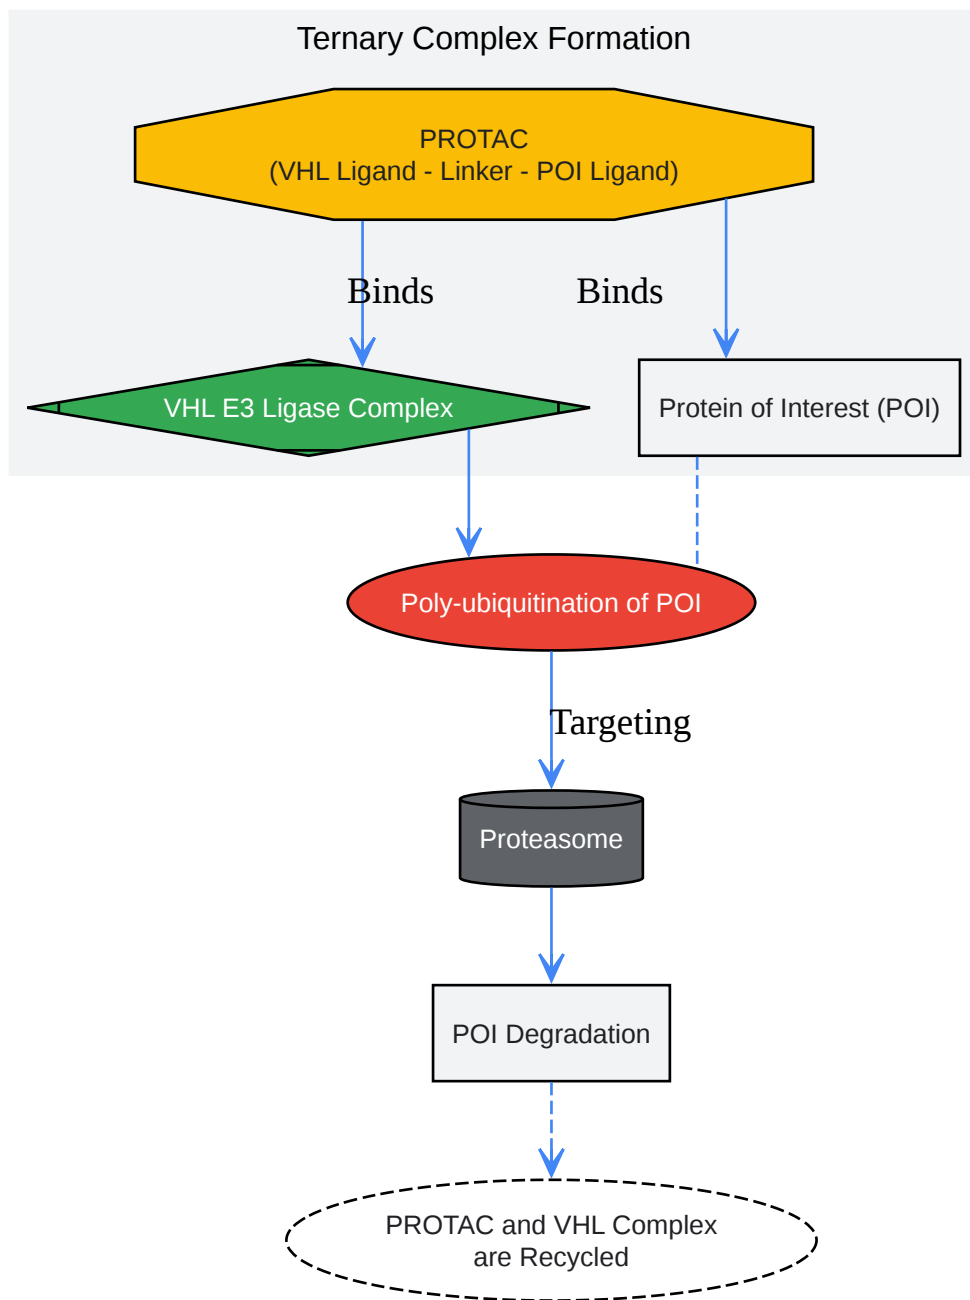 Ternary Complex Formation
PROTAC
(VHL Ligand - Linker - POI Ligand)
Binds
Binds
VHL E3 Ligase Complex
Protein of Interest (POI)
Poly-ubiquitination of POI
Targeting
Proteasome
POI Degradation
PROTAC and VHL Complex
are Recycled